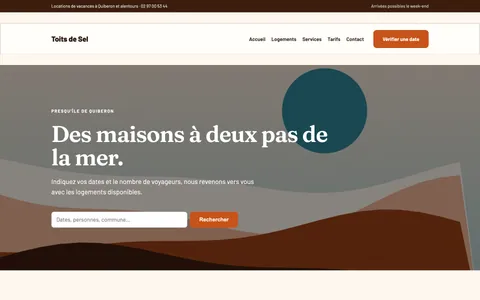 Locations de vacances à Quiberon et alentours · 02 97 00 53 44
Arrivées possibles le week-end
Toits de Sel
Accueil
Logements
Services
Tarifs
Contact
Vérifier une date
PRESQU'ÎLE DE QUIBERON
Des maisons à deux pas de
la mer.
Indiquez vos dates et le nombre de voyageurs, nous revenons vers vous
avec les logements disponibles.
Dates, personnes, commune...
Rechercher